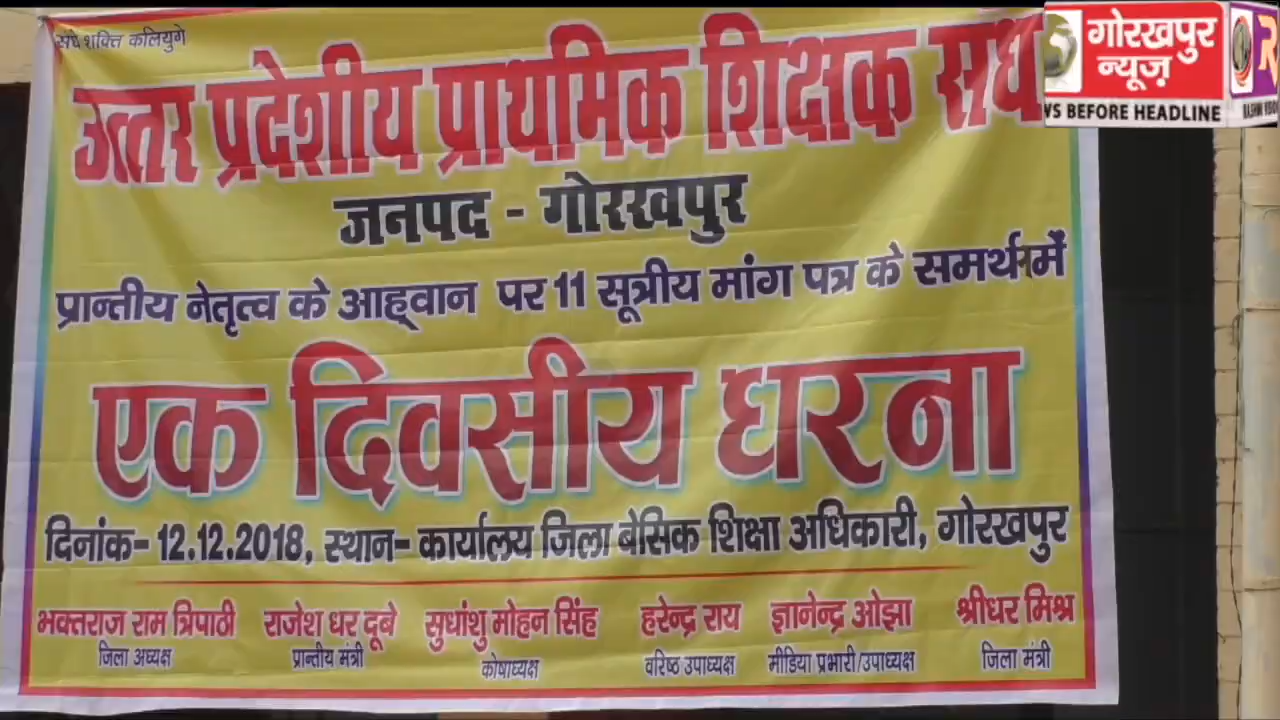 संघे शक्ति कलियुगे
उत्तर प्रदेशीय प्राथमिक शिक्षक संघ
जनपद - गोरखपुर
प्रान्तीय नेतृत्व के आह्वान पर 11 सूत्रीय मांग पत्र के समर्थन में
एक दिवसीय धरना
दिनांक- 12.12.2018, स्थान- कार्यालय जिला बेसिक शिक्षा अधिकारी, गोरखपुर
भक्तराज राम त्रिपाठी राजेश धर दूबे सुधांशु मोहन सिंह हरेन्द्र राय ज्ञानेन्द्र ओझा श्रीधर मिश्र
जिला अध्यक्ष प्रान्तीय मंत्री कोषाध्यक्ष वरिष्ठ उपाध्यक्ष मीडिया प्रभारी/उपाध्यक्ष जिला मंत्री
गोरखपुर
न्यूज़
WS BEFORE HEADLINE
R